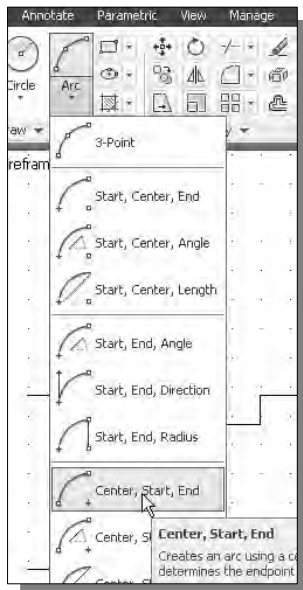 Annotate Parametric View Manage
Circle
Arc
aw
refram
3-Point
Start, Center, End
Start, Center, Angle
Start, Center, Length
Start, End, Angle
Start, End, Direction
Start, End, Radius
Center, Start, End
Center, S
Center, Start, End
Creates an arc using a ce
determines the endpoint